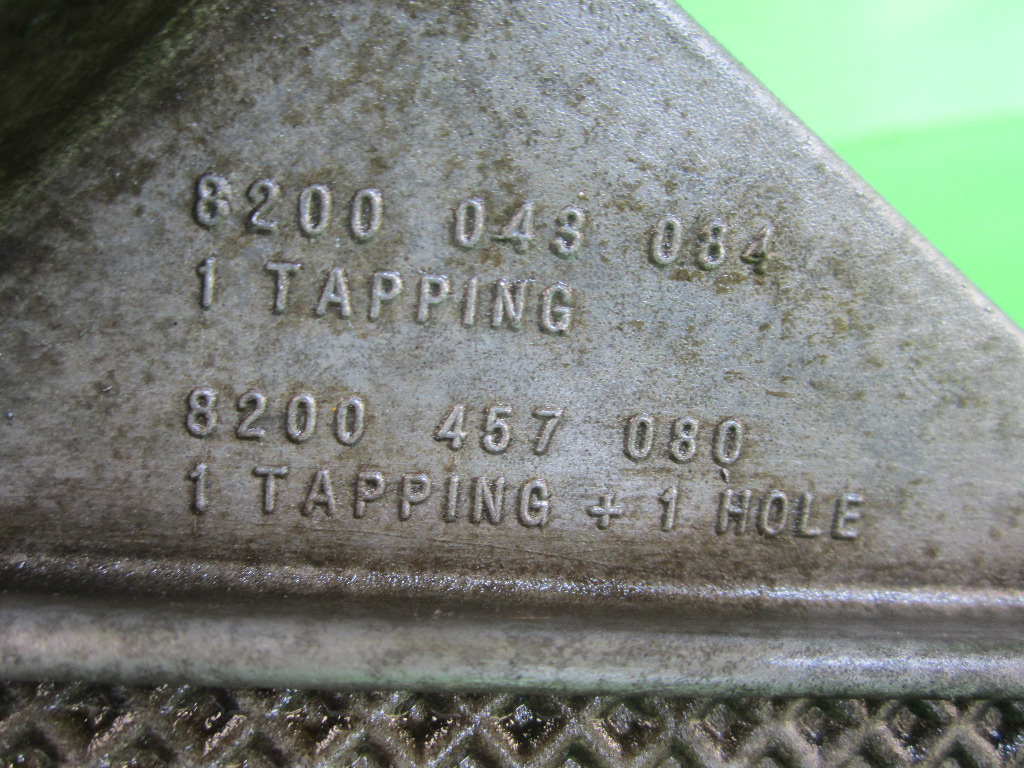 8200 043 084
1 TAPPING
8200 457 080
1 TAPPING + 1 HOLE